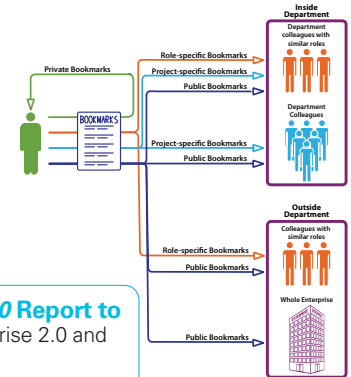 Inside
Department
Department
colleagues with
similar roles
Role-specific Bookmarks
Private Bookmarks
Project-specific Bookmarks
Public Bookmarks
BOOKMARKS
Department
Colleagues
Project-specific Bookmarks
Public Bookmarks
Outside
Department
Colleagues with
similar roles
Role-specific Bookmarks
Public Bookmarks
Whole Enterprise
0 Report to
rise 2.0 and
Public Bookmarks